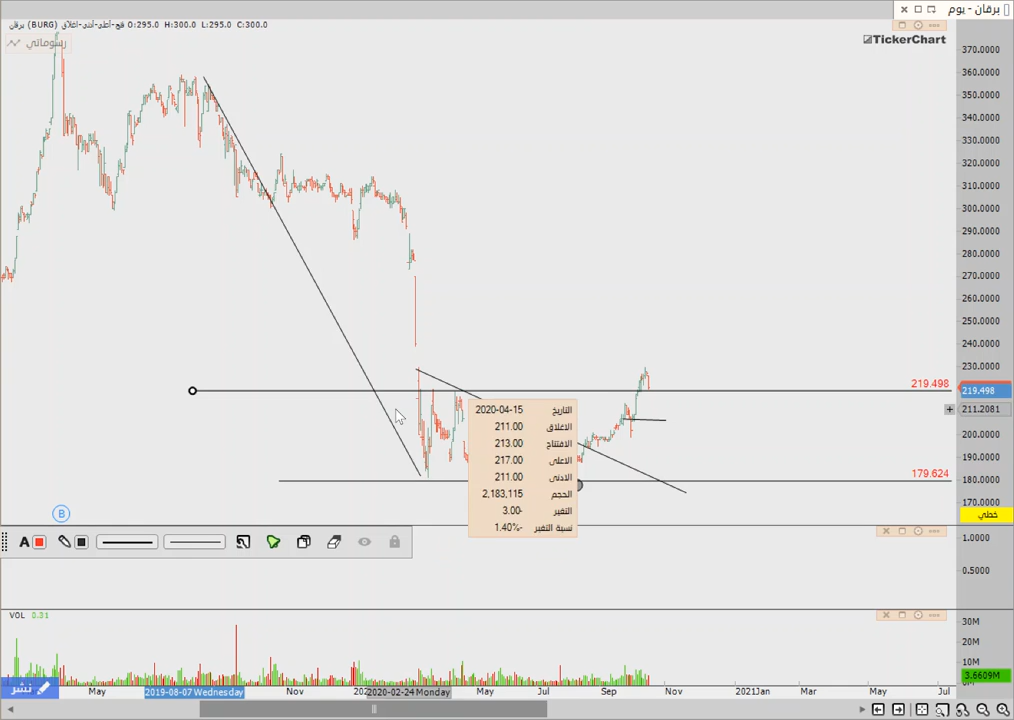 برقان - يوم
برقان (BURG) فتح-أعلى-أدنى-اغلاق O:295.0 H:300.0 L:295.0 C:300.0
رسوماتي
TickerChart
370.0000
360.0000
350.0000
340.0000
330.0000
320.0000
310.0000
300.0000
290.0000
280.0000
270.0000
260.0000
250.0000
240.0000
230.0000
219.498
219.498
211.2081
200.0000
190.0000
179.624
180.0000
170.0000
خطي
التاريخ 2020-04-15
الاغلاق 211.00
الافتتاح 213.00
الاعلى 217.00
الادنى 211.00
الحجم 2,183,115
التغير 3.00-
نسبة التغير 1.40%-
B
A
1.0000
0.5000
VOL 0.31
30M
20M
10M
3.6609M
نشر
May
2019-08-07 Wednesday
Nov
2020-02-24 Monday
May
Jul
Sep
Nov
2021Jan
Mar
May
Jul